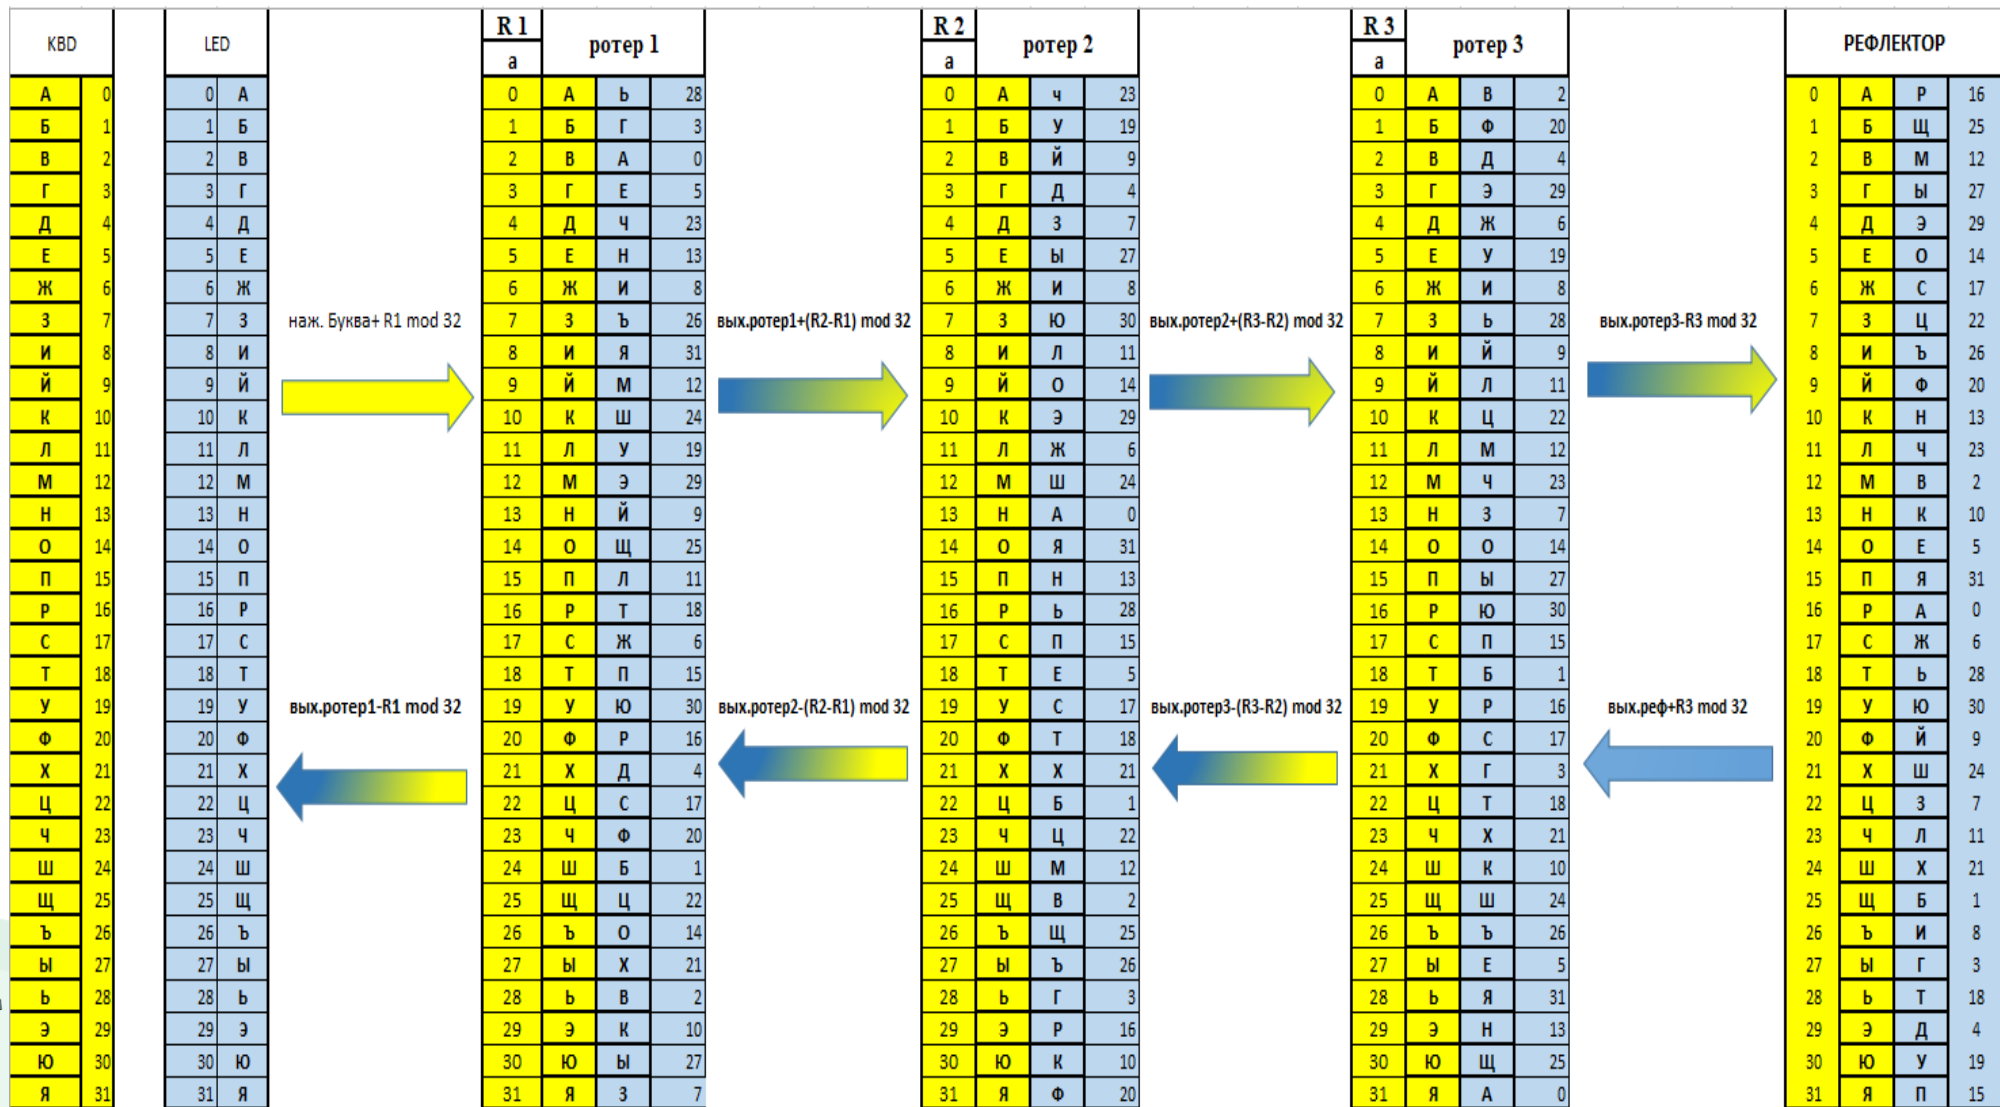 KBD LED R 1 ротер 1 R 2 ротер 2 R 3 ротер 3 РЕФЛЕКТОР
а а а
А 0 0 А 0 А Ь 28 0 А ч 23 0 А В 2 0 А Р 16
Б 1 1 Б 1 Б Г 3 1 Б У 19 1 Б Ф 20 1 Б Щ 25
В 2 2 В 2 В А 0 2 В Й 9 2 В Д 4 2 В М 12
Г 3 3 Г 3 Г Е 5 3 Г Д 4 3 Г Э 29 3 Г Ы 27
Д 4 4 Д 4 Д Ч 23 4 Д З 7 4 Д Ж 6 4 Д Э 29
Е 5 5 Е 5 Е Н 13 5 Е Ы 27 5 Е У 19 5 Е О 14
Ж 6 6 Ж 6 Ж И 8 6 Ж И 8 6 Ж И 8 6 Ж С 17
З 7 7 З наж. Буква+ R1 mod 32 7 З Ъ 26 вых.ротер1+(R2-R1) mod 32 7 З Ю 30 вых.ротер2+(R3-R2) mod 32 7 З Ь 28 вых.ротер3-R3 mod 32 7 З Ц 22
И 8 8 И 8 И Я 31 8 И Л 11 8 И Й 9 8 И Ъ 26
Й 9 9 Й 9 Й М 12 9 Й О 14 9 Й Л 11 9 Й Ф 20
К 10 10 К 10 К Ш 24 10 К Э 29 10 К Ц 22 10 К Н 13
Л 11 11 Л 11 Л У 19 11 Л Ж 6 11 Л М 12 11 Л Ч 23
М 12 12 М 12 М Э 29 12 М Ш 24 12 М Ч 23 12 М В 2
Н 13 13 Н 13 Н Й 9 13 Н А 0 13 Н З 7 13 Н К 10
О 14 14 О 14 О Щ 25 14 О Я 31 14 О О 14 14 О Е 5
П 15 15 П 15 П Л 11 15 П Н 13 15 П Ы 27 15 П Я 31
Р 16 16 Р 16 Р Т 18 16 Р Ь 28 16 Р Ю 30 16 Р А 0
С 17 17 С 17 С Ж 6 17 С П 15 17 С П 15 17 С Ж 6
Т 18 18 Т 18 Т П 15 18 Т Е 5 18 Т Б 1 18 Т Ь 28
У 19 19 У вых.ротер1-R1 mod 32 19 У Ю 30 вых.ротер2-(R2-R1) mod 32 19 У С 17 вых.ротер3-(R3-R2) mod 32 19 У Р 16 вых.реф+R3 mod 32 19 У Ю 30
Ф 20 20 Ф 20 Ф Р 16 20 Ф Т 18 20 Ф С 17 20 Ф Й 9
Х 21 21 Х 21 Х Д 4 21 Х Х 21 21 Х Г 3 21 Х Ш 24
Ц 22 22 Ц 22 Ц С 17 22 Ц Б 1 22 Ц Т 18 22 Ц З 7
Ч 23 23 Ч 23 Ч Ф 20 23 Ч Ц 22 23 Ч Х 21 23 Ч Л 11
Ш 24 24 Ш 24 Ш Б 1 24 Ш М 12 24 Ш К 10 24 Ш Х 21
Щ 25 25 Щ 25 Щ Ц 22 25 Щ В 2 25 Щ Ш 24 25 Щ Б 1
Ъ 26 26 Ъ 26 Ъ О 14 26 Ъ Щ 25 26 Ъ Ъ 26 26 Ъ И 8
Ы 27 27 Ы 27 Ы Х 21 27 Ы Ъ 26 27 Ы Е 5 27 Ы Г 3
Ь 28 28 Ь 28 Ь В 2 28 Ь Г 3 28 Ь Я 31 28 Ь Т 18
Э 29 29 Э 29 Э К 10 29 Э Р 16 29 Э Н 13 29 Э Д 4
Ю 30 30 Ю 30 Ю Ы 27 30 Ю К 10 30 Ю Щ 25 30 Ю У 19
Я 31 31 Я 31 Я З 7 31 Я Ф 20 31 Я А 0 31 Я П 15